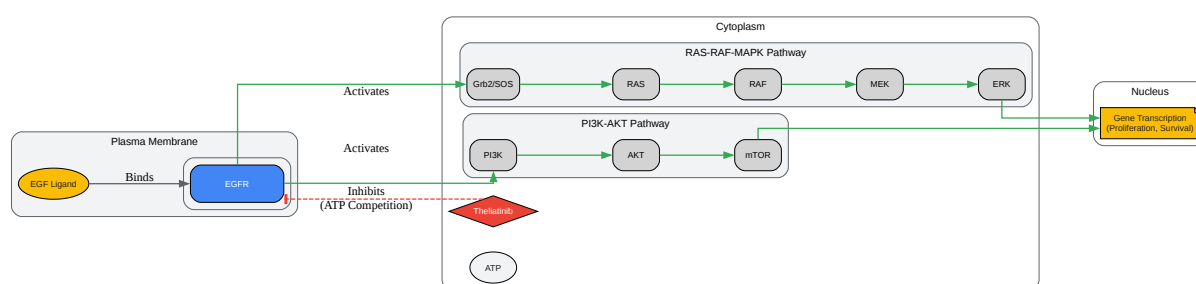 Cytoplasm
RAS-RAF-MAPK Pathway
Grb2/SOS
RAS
RAF
MEK
ERK
Activates
Nucleus
Gene Transcription
(Proliferation, Survival)
PI3K-AKT Pathway
Plasma Membrane
Activates
PI3K
AKT
mTOR
EGF Ligand
Binds
EGFR
Inhibits
(ATP Competition)
Theliatinib
ATP